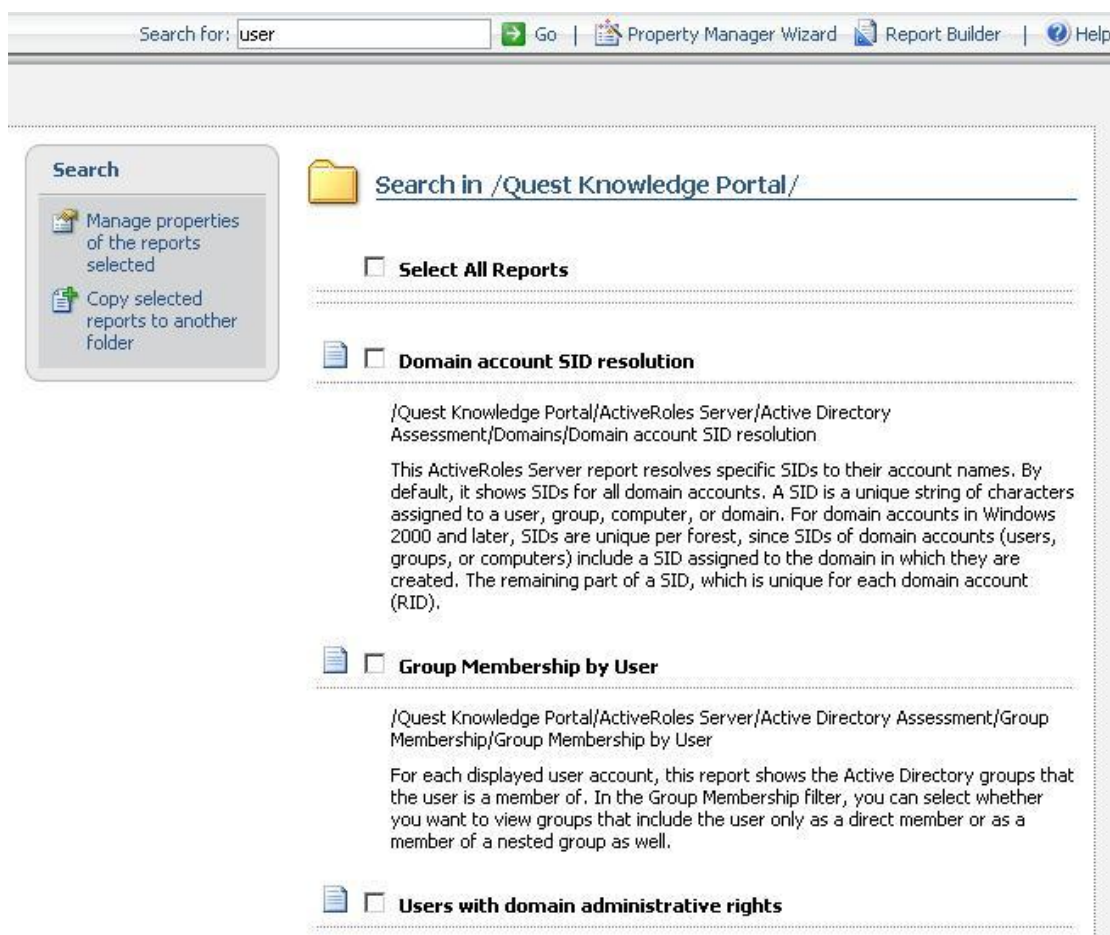 Search for: user Go | Property Manager Wizard Report Builder | Help
Search
Manage properties
of the reports
selected
Copy selected
reports to another
folder
Search in /Quest Knowledge Portal/
Select All Reports
Domain account SID resolution
/Quest Knowledge Portal/ActiveRoles Server/Active Directory
Assessment/Domains/Domain account SID resolution
This ActiveRoles Server report resolves specific SIDs to their account names. By
default, it shows SIDs for all domain accounts. A SID is a unique string of characters
assigned to a user, group, computer, or domain. For domain accounts in Windows
2000 and later, SIDs are unique per forest, since SIDs of domain accounts (users,
groups, or computers) include a SID assigned to the domain in which they are
created. The remaining part of a SID, which is unique for each domain account
(RID).
Group Membership by User
/Quest Knowledge Portal/ActiveRoles Server/Active Directory Assessment/Group
Membership/Group Membership by User
For each displayed user account, this report shows the Active Directory groups that
the user is a member of. In the Group Membership filter, you can select whether
you want to view groups that include the user only as a direct member or as a
member of a nested group as well.
Users with domain administrative rights